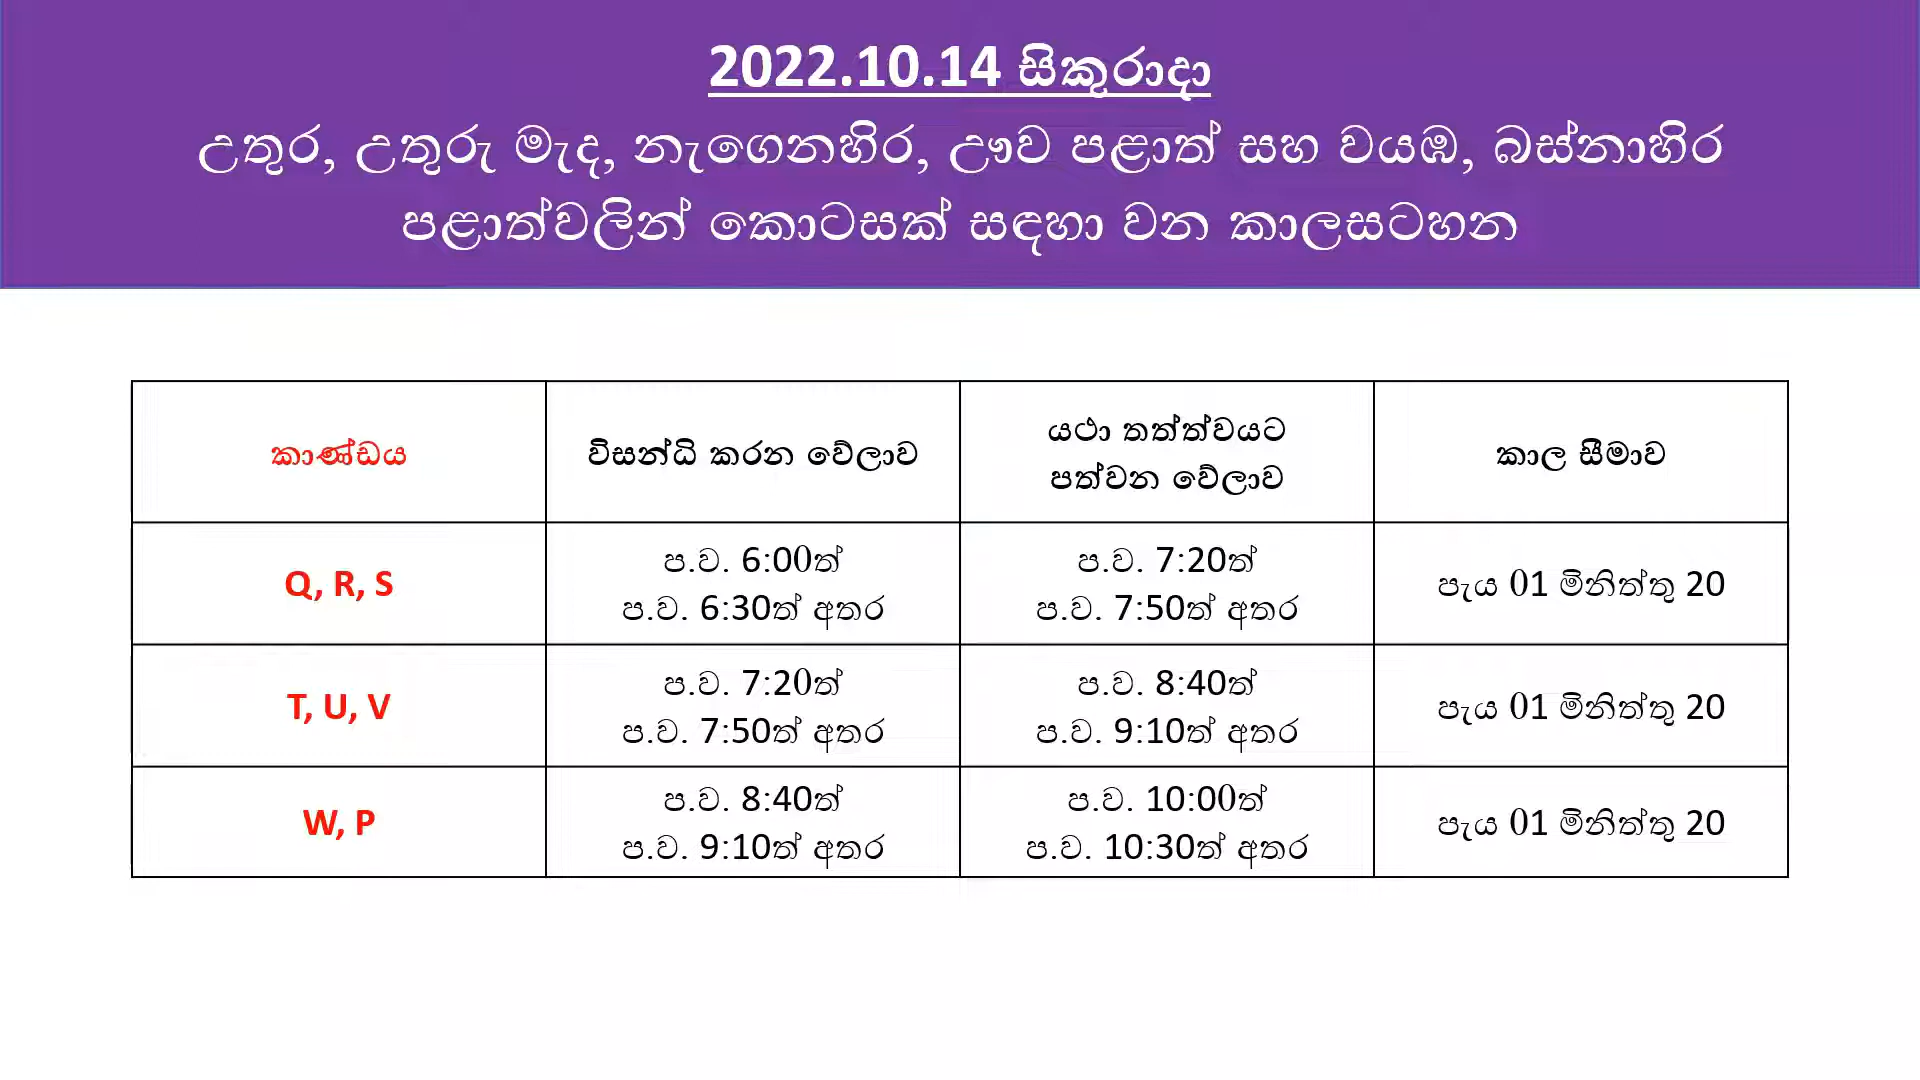 2022.10.14 සිකුරාදා
උතුර, උතුරු මැද, නැගෙනහිර, ඌව පළාත් සහ වයඹ, බස්නාහිර
පළාත්වලින් කොටසක් සඳහා වන කාලසටහන
කාණ්ඩය
විසන්ධි කරන වේලාව
යථා තත්ත්වයට
පත්වන වේලාව
කාල සීමාව
Q, R, S
ප.ව. 6:00ත්
ප.ව. 6:30ත් අතර
ප.ව. 7:20ත්
ප.ව. 7:50ත් අතර
පැය 01 මිනිත්තු 20
T, U, V
ප.ව. 7:20ත්
ප.ව. 7:50ත් අතර
ප.ව. 8:40ත්
ප.ව. 9:10ත් අතර
පැය 01 මිනිත්තු 20
W, P
ප.ව. 8:40ත්
ප.ව. 9:10ත් අතර
ප.ව. 10:00ත්
ප.ව. 10:30ත් අතර
පැය 01 මිනිත්තු 20